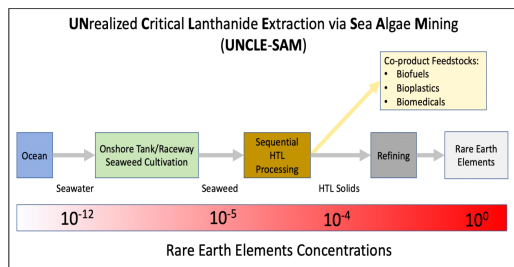 UNrealized Critical Lanthanide Extraction via Sea Algae Mining
(UNCLE-SAM)
Co-product Feedstocks:
• Biofuels
• Bioplastics
• Biomedicals
Ocean
Onshore Tank/Raceway
Seaweed Cultivation
Sequential
HTL
Processing
Refining
Rare Earth
Elements
Seawater
Seaweed
HTL Solids
10⁻¹²
10⁻⁵
10⁻⁴
10⁰
Rare Earth Elements Concentrations